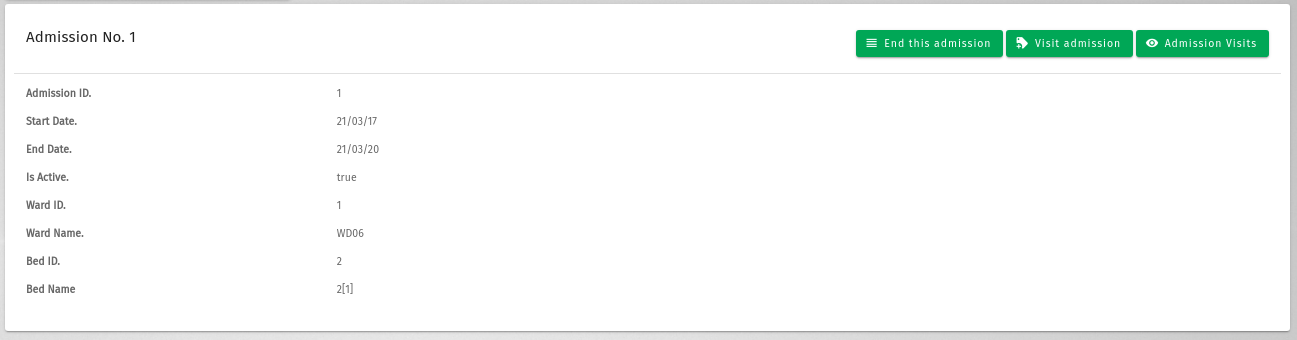 Admission No. 1
End this admission
Visit admission
Admission Visits
Admission ID. 1
Start Date. 21/03/17
End Date. 21/03/20
Is Active. true
Ward ID. 1
Ward Name. WD06
Bed ID. 2
Bed Name 2[1]